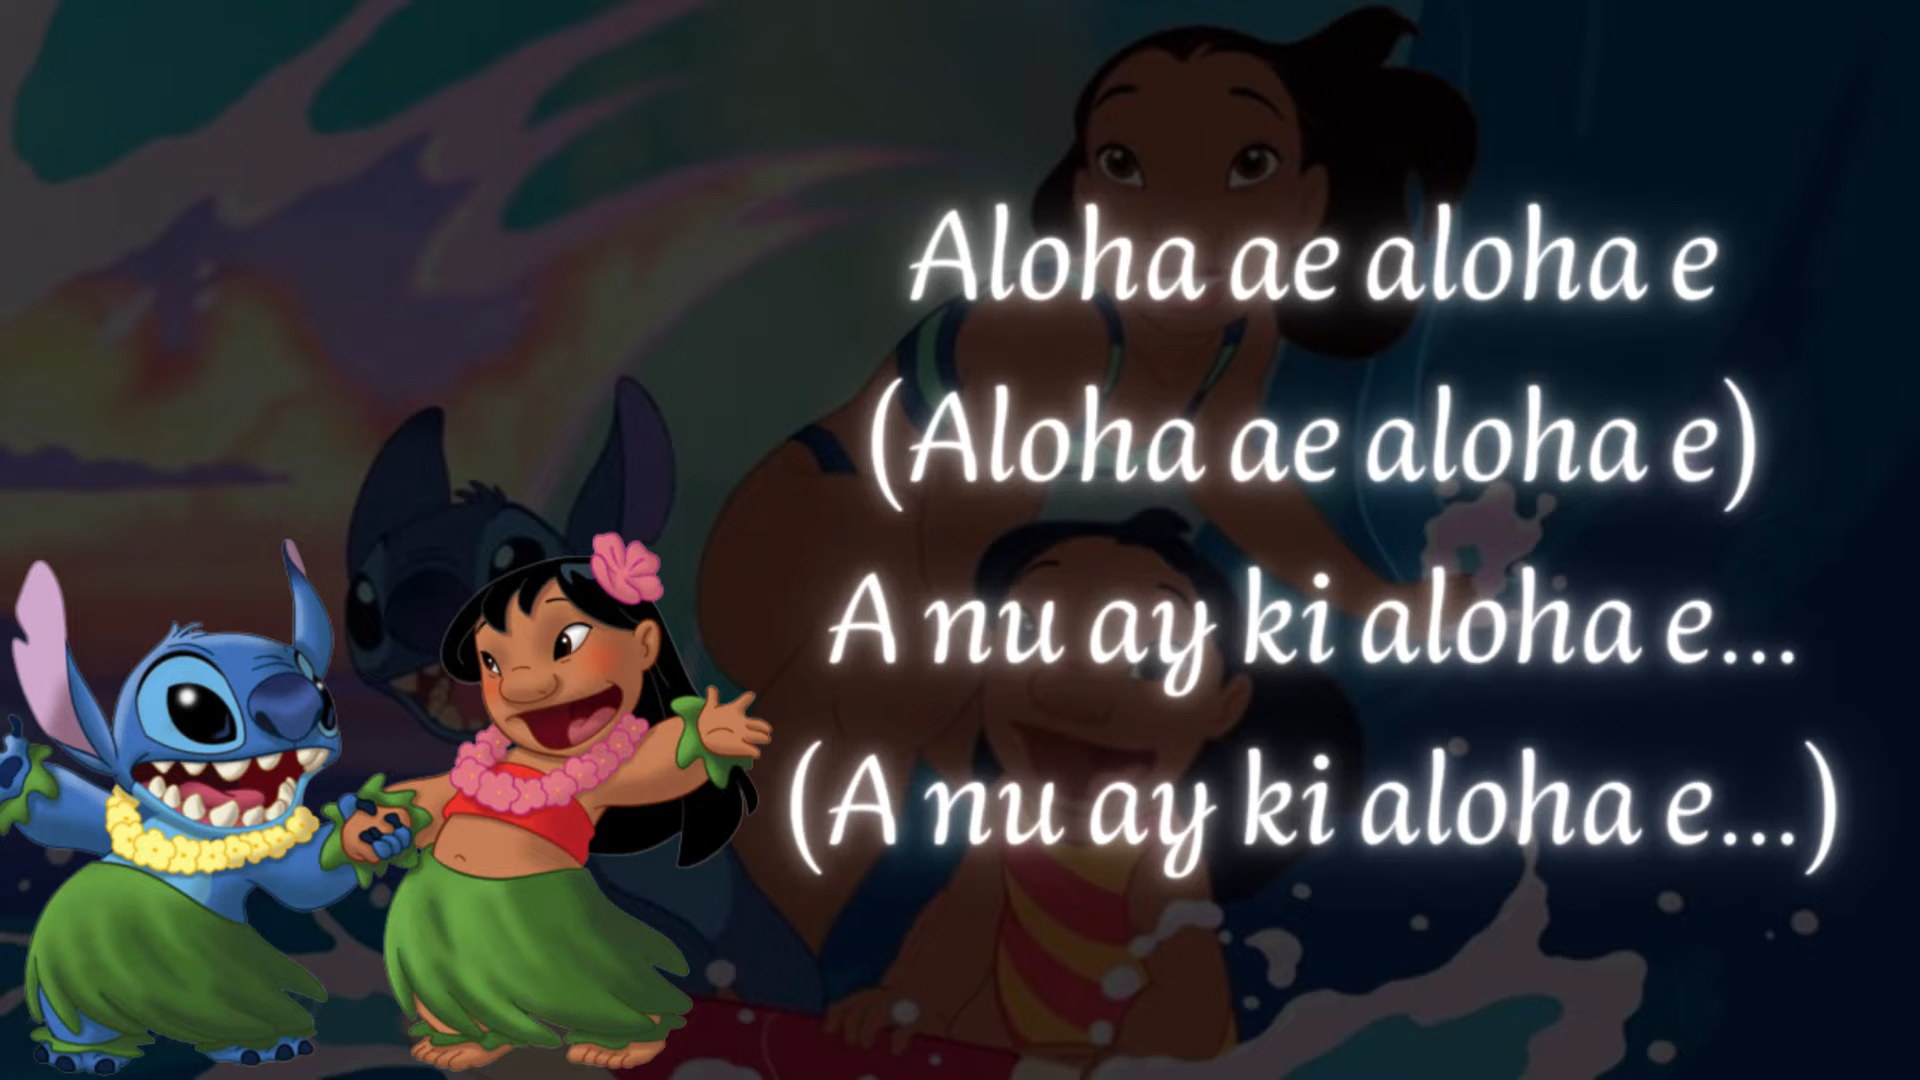 Aloha ae aloha e
(Aloha ae aloha e)
A nu ay ki aloha e...
(A nu ay ki aloha e...)